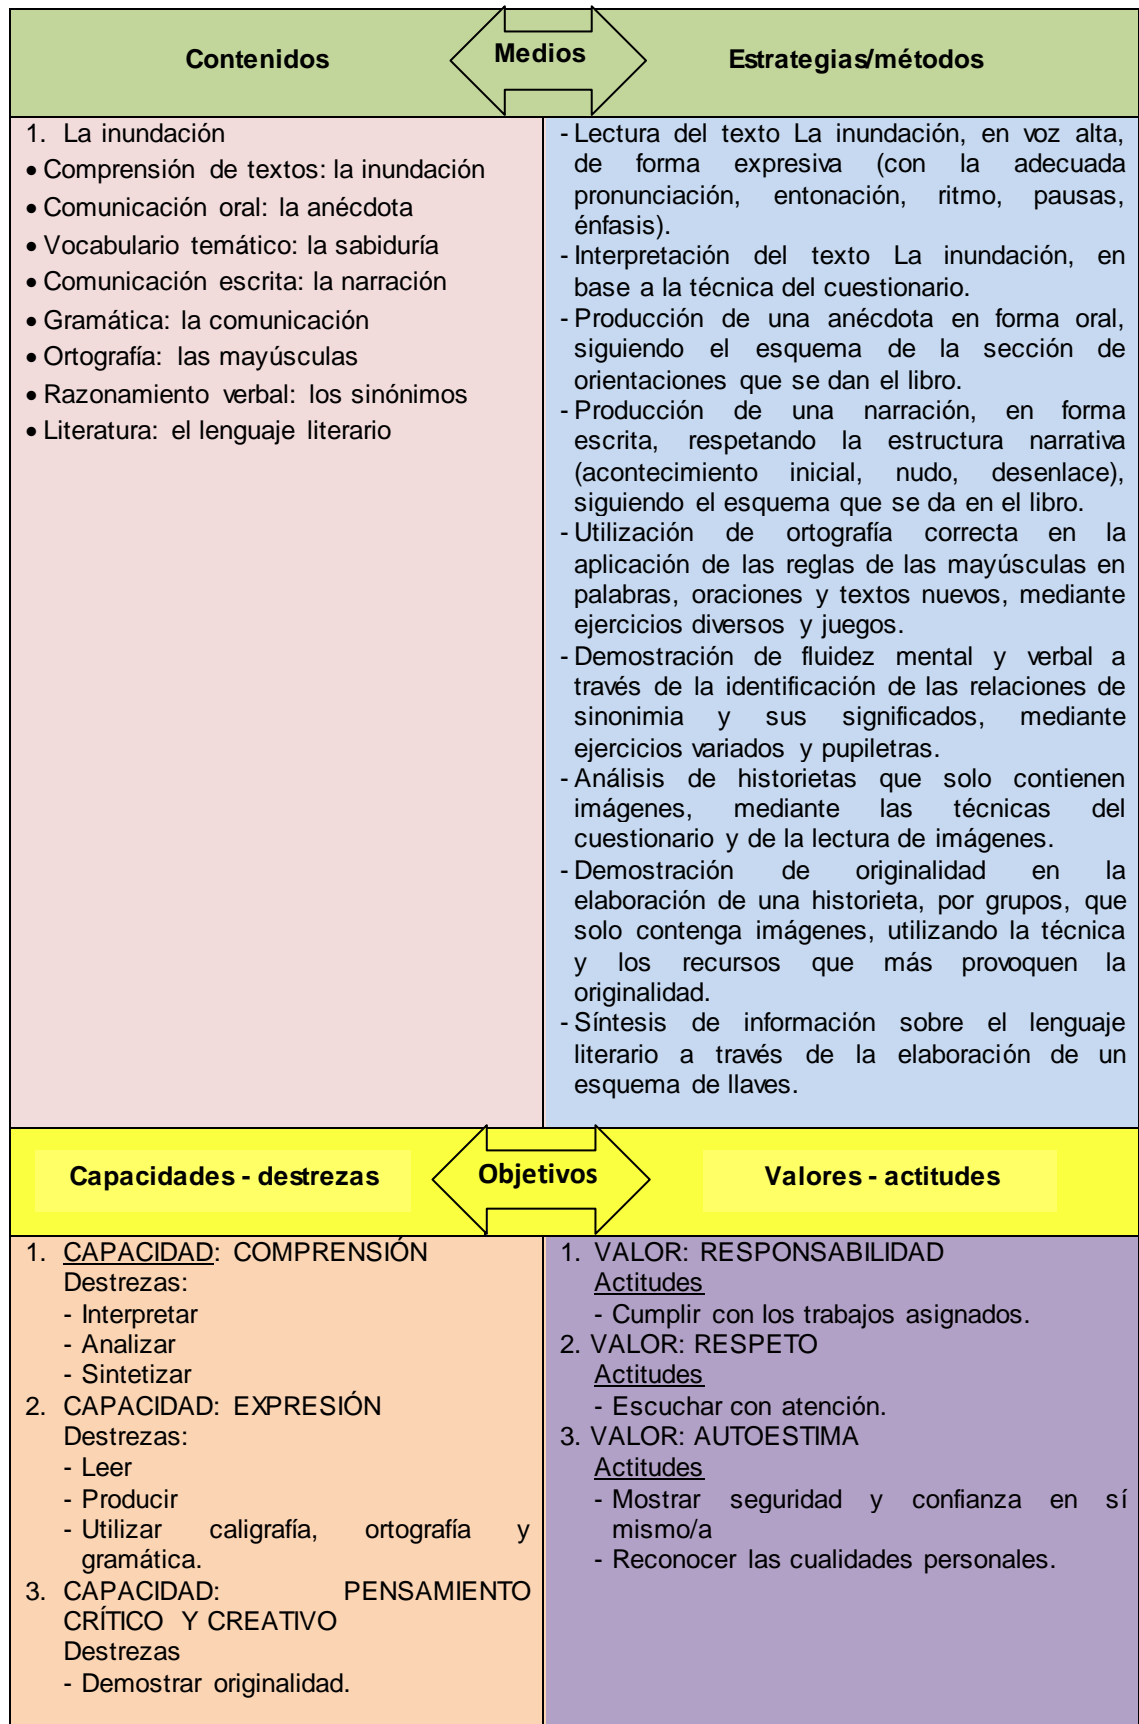 Contenidos
Medios
Estrategias/métodos
1. La inundación
• Comprensión de textos: la inundación
• Comunicación oral: la anécdota
• Vocabulario temático: la sabiduría
• Comunicación escrita: la narración
• Gramática: la comunicación
• Ortografía: las mayúsculas
• Razonamiento verbal: los sinónimos
• Literatura: el lenguaje literario
- Lectura del texto La inundación, en voz alta,
de forma expresiva (con la adecuada
pronunciación, entonación, ritmo, pausas,
énfasis).
- Interpretación del texto La inundación, en
base a la técnica del cuestionario.
- Producción de una anécdota en forma oral,
siguiendo el esquema de la sección de
orientaciones que se dan el libro.
- Producción de una narración, en forma
escrita, respetando la estructura narrativa
(acontecimiento inicial, nudo, desenlace),
siguiendo el esquema que se da en el libro.
- Utilización de ortografía correcta en la
aplicación de las reglas de las mayúsculas en
palabras, oraciones y textos nuevos, mediante
ejercicios diversos y juegos.
- Demostración de fluidez mental y verbal a
través de la identificación de las relaciones de
sinonimia y sus significados, mediante
ejercicios variados y pupiletras.
- Análisis de historietas que solo contienen
imágenes, mediante las técnicas del
cuestionario y de la lectura de imágenes.
- Demostración de originalidad en la
elaboración de una historieta, por grupos, que
solo contenga imágenes, utilizando la técnica
y los recursos que más provoquen la
originalidad.
- Síntesis de información sobre el lenguaje
literario a través de la elaboración de un
esquema de llaves.
Capacidades - destrezas
Objetivos
Valores - actitudes
1. CAPACIDAD: COMPRENSIÓN
Destrezas:
- Interpretar
- Analizar
- Sintetizar
2. CAPACIDAD: EXPRESIÓN
Destrezas:
- Leer
- Producir
- Utilizar caligrafía, ortografía y
gramática.
3. CAPACIDAD: PENSAMIENTO
CRÍTICO Y CREATIVO
Destrezas
- Demostrar originalidad.
1. VALOR: RESPONSABILIDAD
Actitudes
- Cumplir con los trabajos asignados.
2. VALOR: RESPETO
Actitudes
- Escuchar con atención.
3. VALOR: AUTOESTIMA
Actitudes
- Mostrar seguridad y confianza en sí
mismo/a
- Reconocer las cualidades personales.